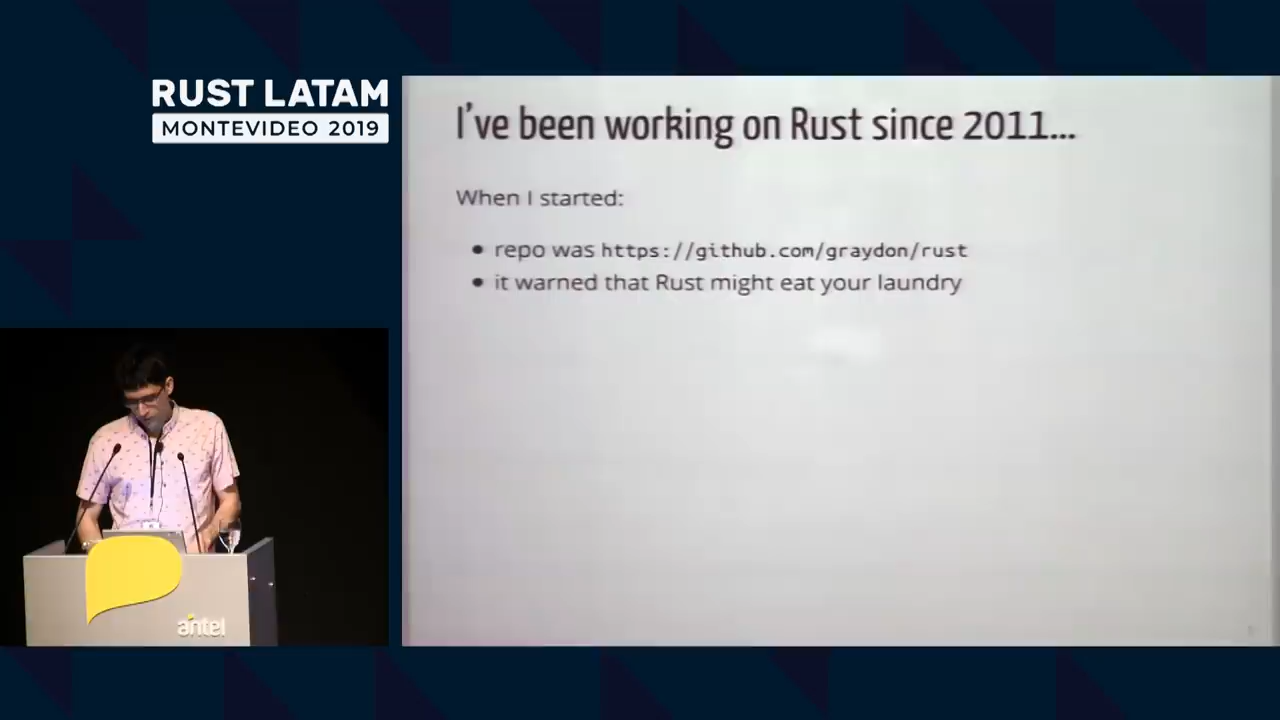 RUST LATAM
MONTEVIDEO 2019
I've been working on Rust since 2011...
When I started:
• repo was https://github.com/graydon/rust
• it warned that Rust might eat your laundry
antel